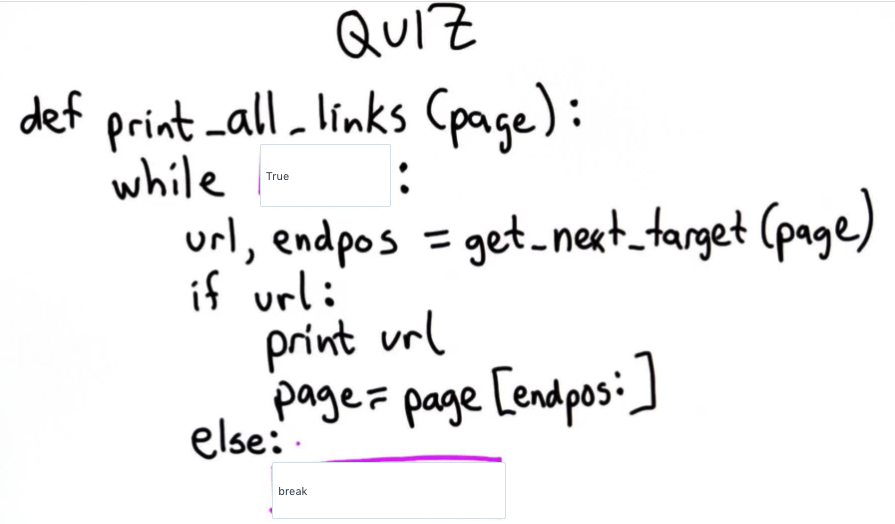 QUIZ
def print_all_links (page):
while True :
url, endpos = get_next_target (page)
if url:
print url
page = page [endpos:]
else:
break